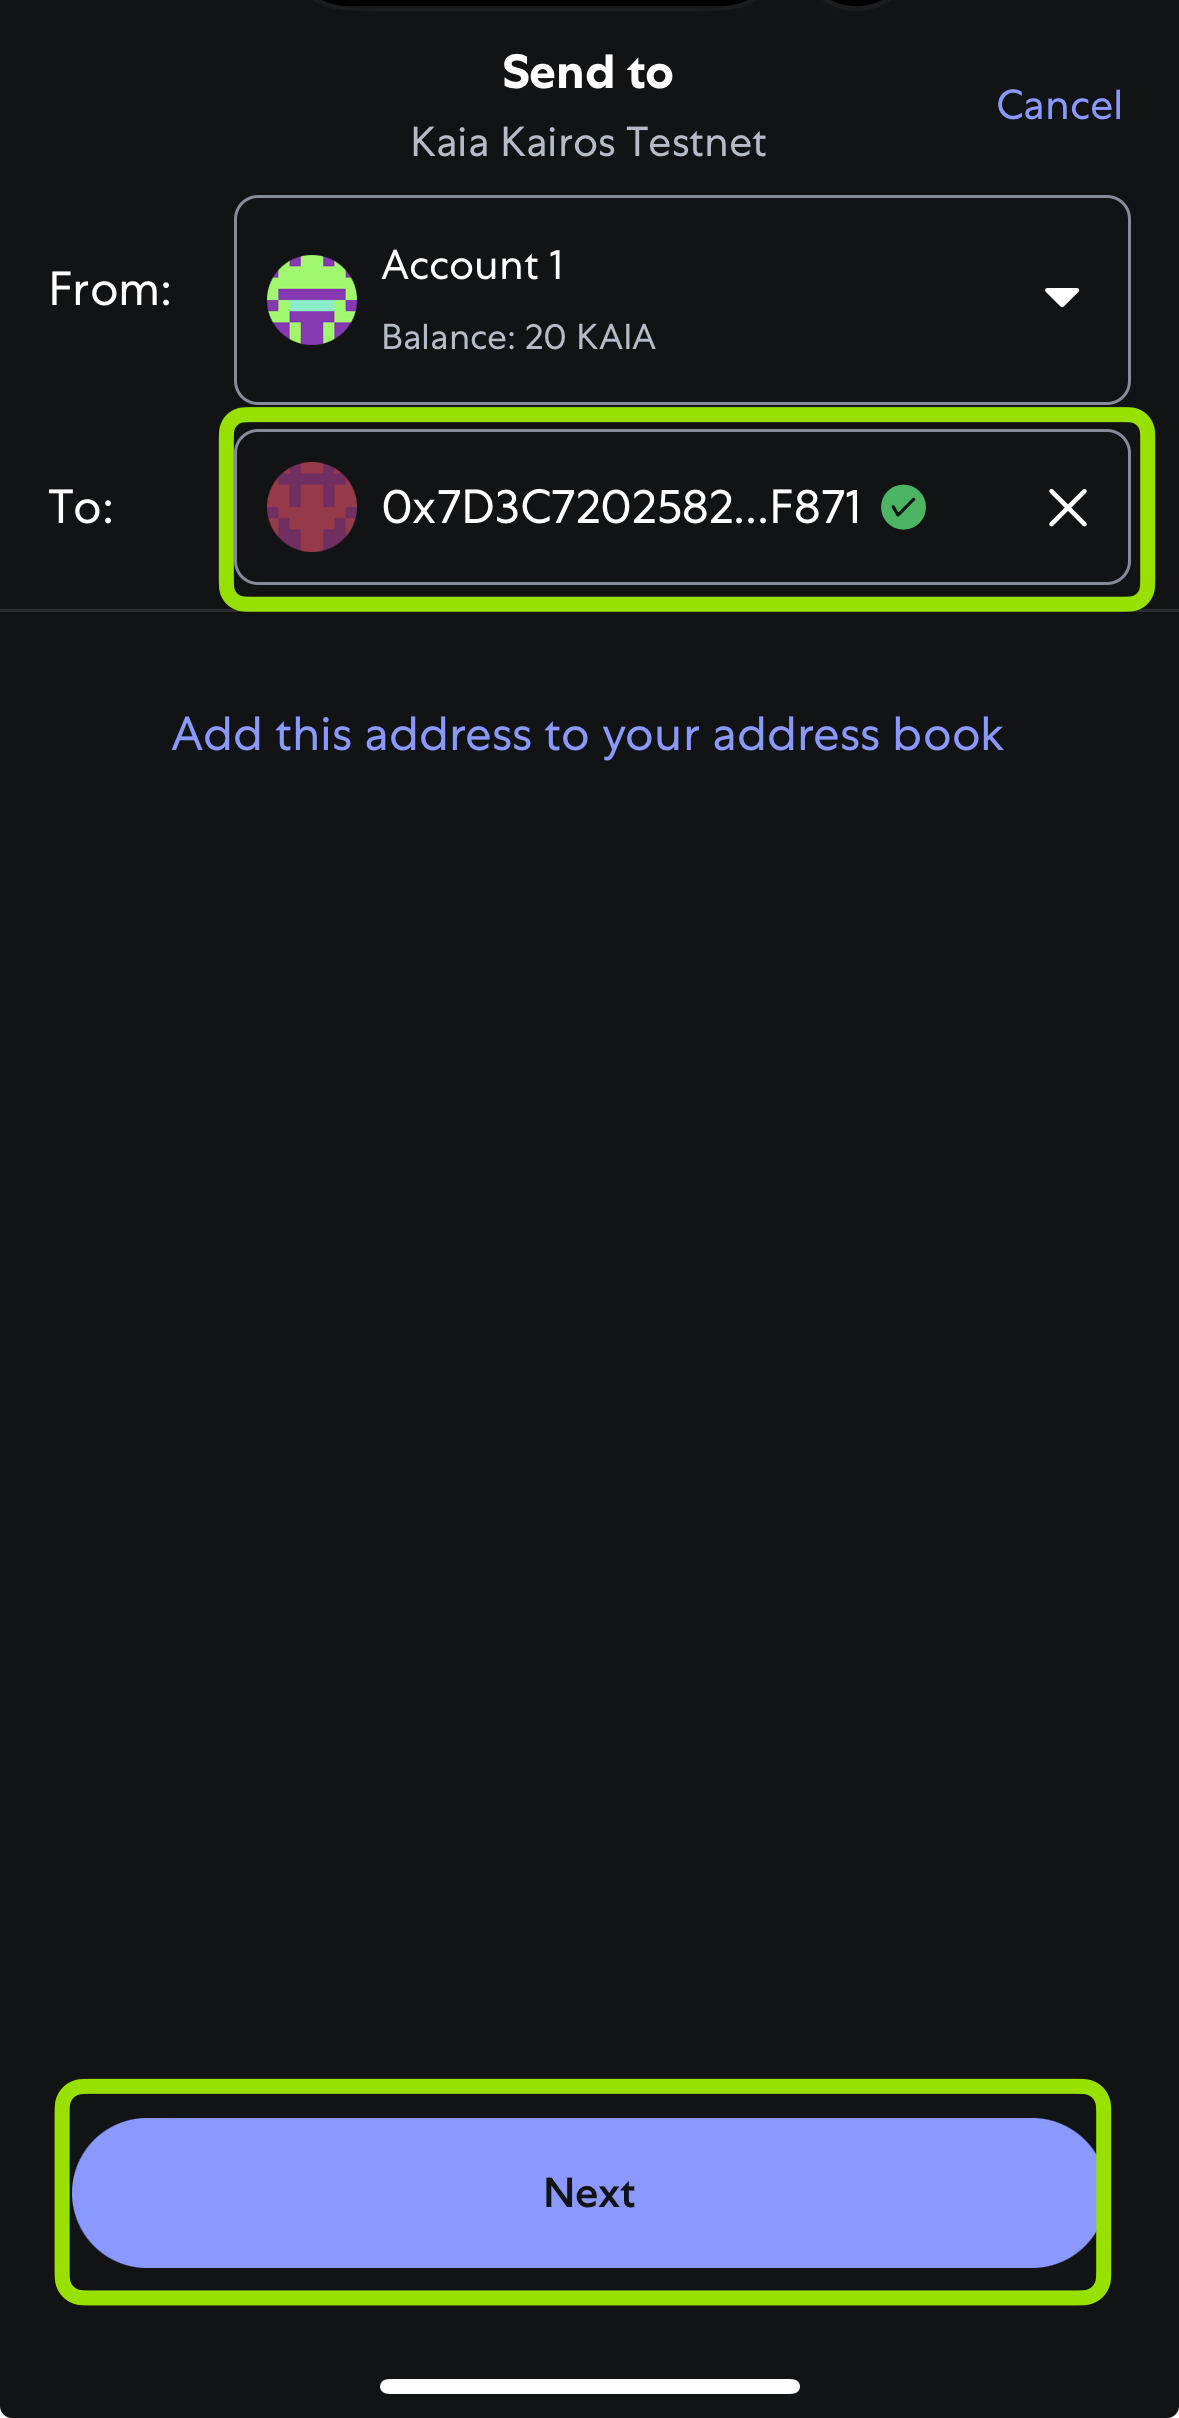 Send to
Cancel
Kaia Kairos Testnet
From:
Account 1
Balance: 20 KAIA
To:
0x7D3C7202582...F871
Add this address to your address book
Next